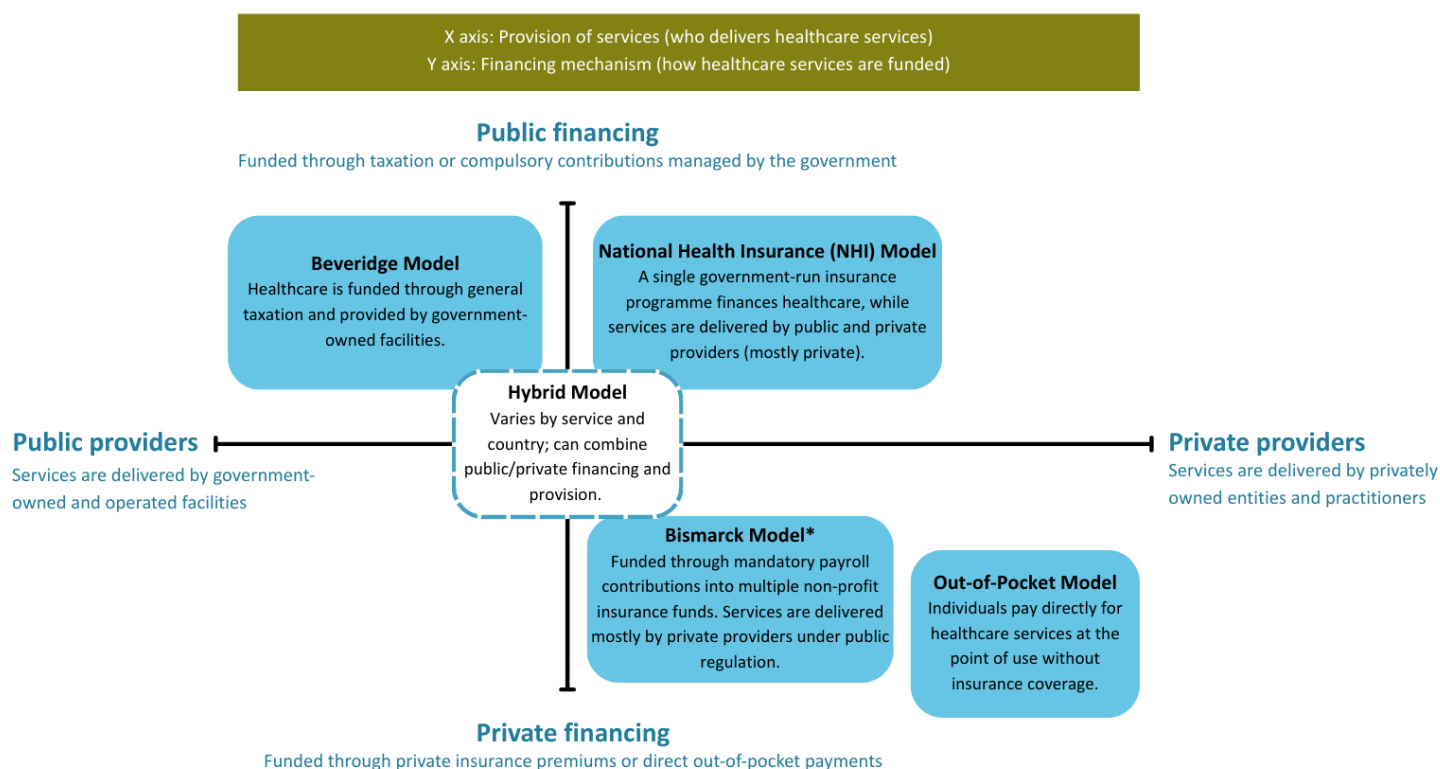 X axis: Provision of services (who delivers healthcare services)
Y axis: Financing mechanism (how healthcare services are funded)
Public financing
Funded through taxation or compulsory contributions managed by the government
Beveridge Model
Healthcare is funded through general
taxation and provided by government-
owned facilities.
National Health Insurance (NHI) Model
A single government-run insurance
programme finances healthcare, while
services are delivered by public and private
providers (mostly private).
Hybrid Model
Varies by service and
country; can combine
public/private financing and
provision.
Public providers
Services are delivered by government-
owned and operated facilities
Private providers
Services are delivered by privately
owned entities and practitioners
Bismarck Model*
Funded through mandatory payroll
contributions into multiple non-profit
insurance funds. Services are delivered
mostly by private providers under public
regulation.
Out-of-Pocket Model
Individuals pay directly for
healthcare services at the
point of use without
insurance coverage.
Private financing
Funded through private insurance premiums or direct out-of-pocket payments